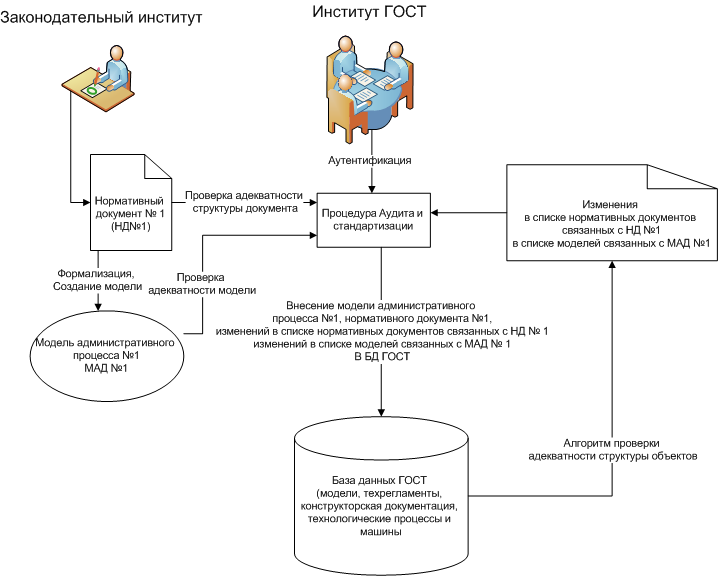 Законодательный институт
Институт ГОСТ
Аутентификация
Нормативный
документ № 1
(НД№1)
Проверка адекватности
структуры документа
Процедура Аудита и
стандартизации
Изменения
в списке нормативных документов
связанных с НД №1
в списке моделей связанных с МАД №1
Формализация,
Создание модели
Проверка
адекватности модели
Модель административного
процесса №1
МАД №1
Внесение модели административного
процесса №1, нормативного документа №1,
изменений в списке нормативных документов связанных с НД № 1
изменений в списке моделей связанных с МАД № 1
В БД ГОСТ
Алгоритм проверки
адекватности структуры объектов
База данных ГОСТ
(модели, техрегламенты,
конструкторская документация,
технологические процессы и
машины